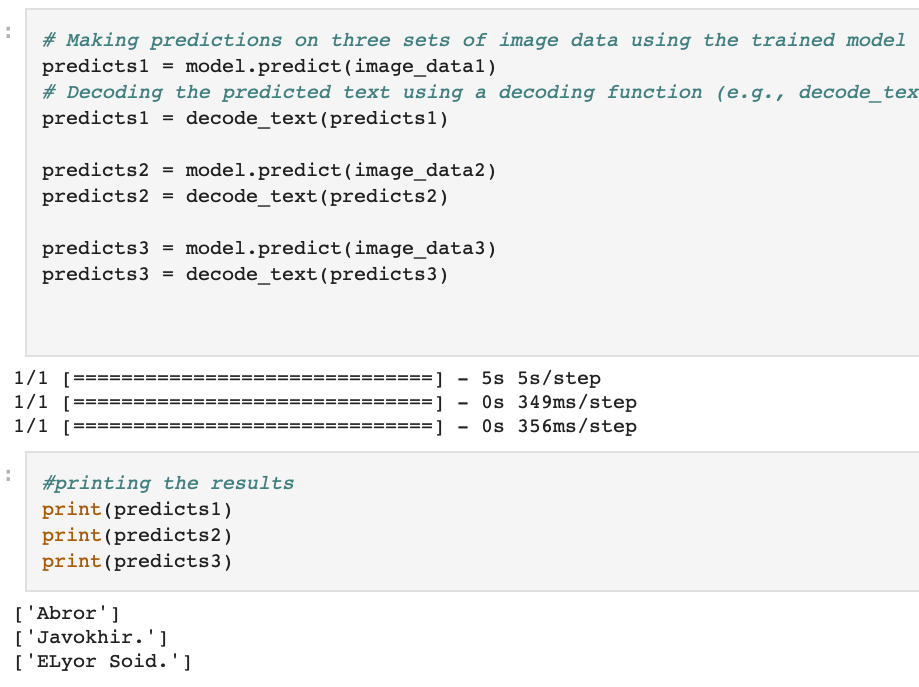 :
# Making predictions on three sets of image data using the trained model
predicts1 = model.predict(image_data1)
# Decoding the predicted text using a decoding function (e.g., decode_tex
predicts1 = decode_text(predicts1)
predicts2 = model.predict(image_data2)
predicts2 = decode_text(predicts2)
predicts3 = model.predict(image_data3)
predicts3 = decode_text(predicts3)
1/1 [==============================] - 5s 5s/step
1/1 [==============================] - 0s 349ms/step
1/1 [==============================] - 0s 356ms/step
:
#printing the results
print(predicts1)
print(predicts2)
print(predicts3)
['Abror']
['Javokhir.']
['ELyor Soid.']